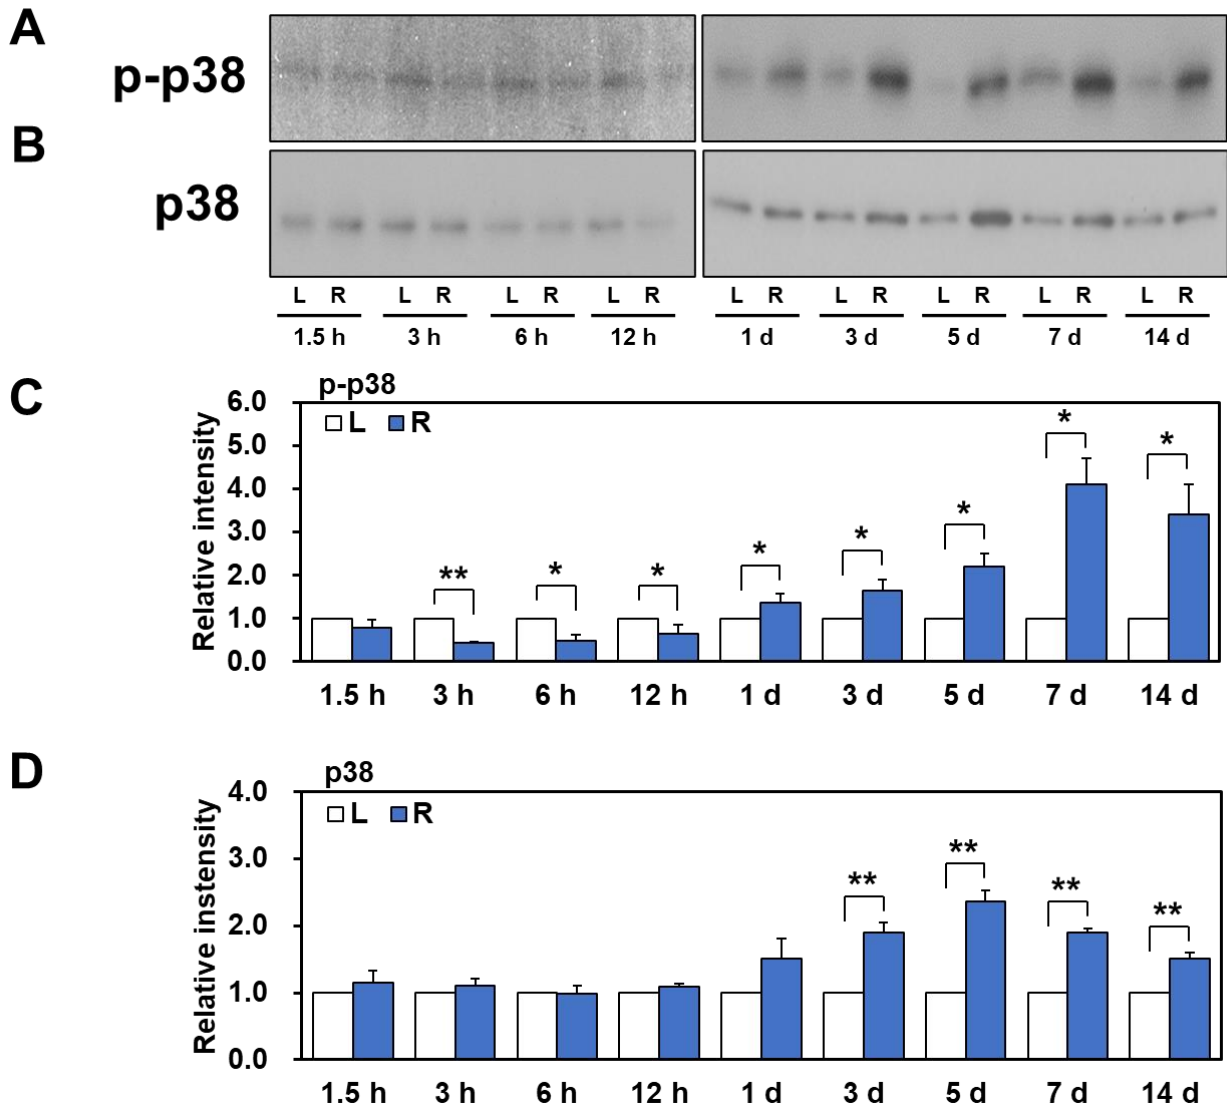 A
p-p38
B
p38
L R L R L R L R L R L R L R L R L R
1.5 h 3 h 6 h 12 h 1 d 3 d 5 d 7 d 14 d
C
p-p38
L R
Relative intensity
6.0
5.0
4.0
3.0
2.0
1.0
0.0
** * * * * * * *
1.5 h 3 h 6 h 12 h 1 d 3 d 5 d 7 d 14 d
D
p38
L R
Relative instensity
4.0
3.0
2.0
1.0
0.0
** ** ** **
1.5 h 3 h 6 h 12 h 1 d 3 d 5 d 7 d 14 d